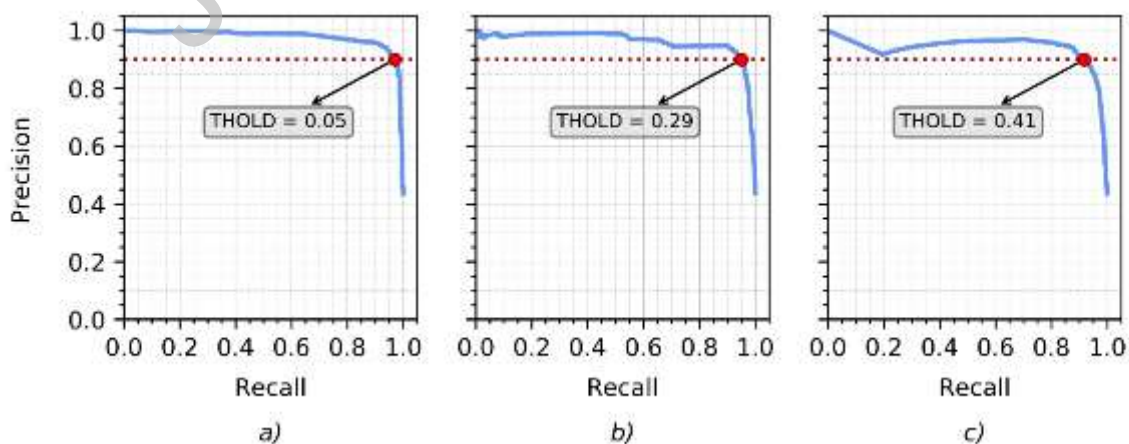 1.0
0.8
0.6
0.4
0.2
0.0
Precision
THOLD = 0.05
THOLD = 0.29
THOLD = 0.41
0.0 0.2 0.4 0.6 0.8 1.0
0.0 0.2 0.4 0.6 0.8 1.0
0.0 0.2 0.4 0.6 0.8 1.0
Recall
Recall
Recall
a)
b)
c)